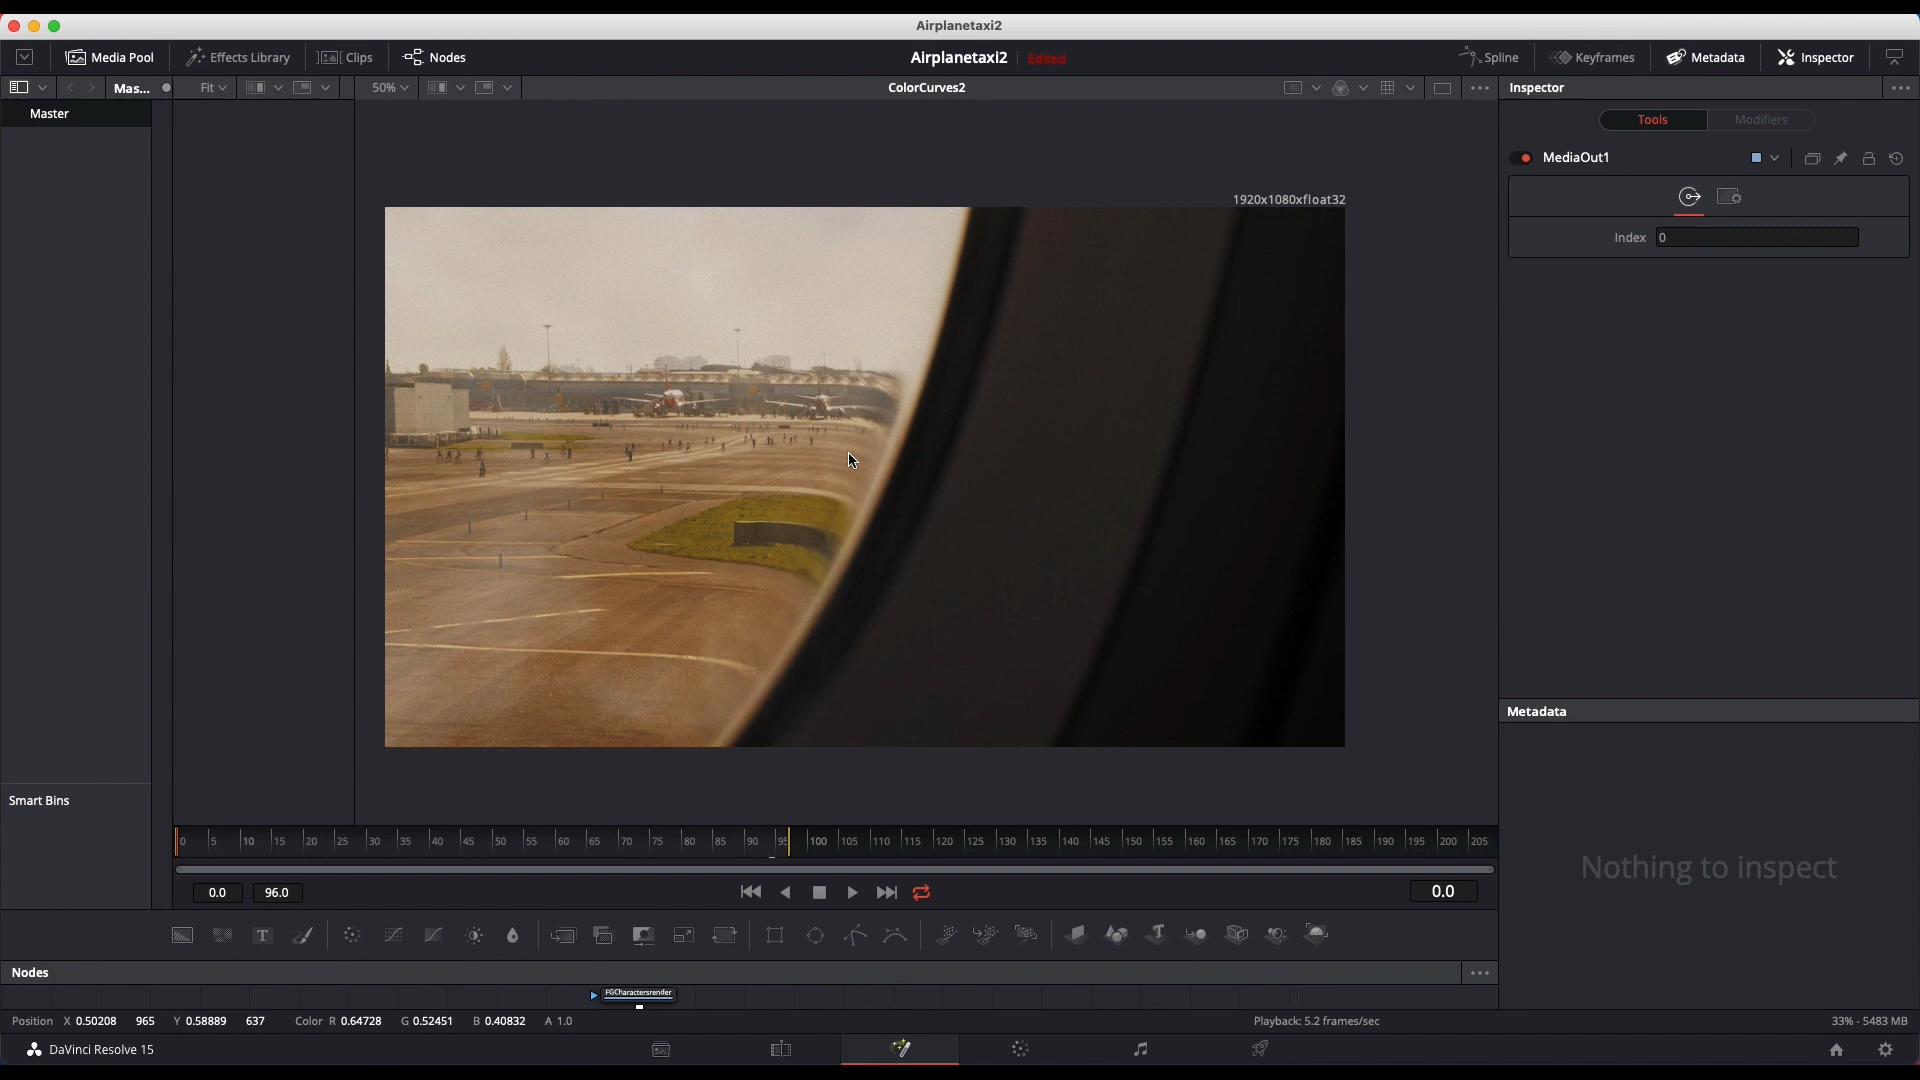 Airplanetaxi2
Media Pool Effects Library Clips Nodes Airplanetaxi2 Edited Spline Keyframes Metadata Inspector
Mas... Fit 50% ColorCurves2 Inspector
Master
Tools Modifiers
MediaOut1
1920x1080xfloat32
Index 0
Metadata
Nothing to inspect
Smart Bins
0 5 10 15 20 25 30 35 40 45 50 55 60 65 70 75 80 85 90 95 100 105 110 115 120 125 130 135 140 145 150 155 160 165 170 175 180 185 190 195 200 205
0.0 96.0 0.0
Nodes
FGCharactersrender
Position X 0.50208 965 Y 0.58889 637 Color R 0.64728 G 0.52451 B 0.40832 A 1.0 Playback: 5.2 frames/sec 33% - 5483 MB
DaVinci Resolve 15